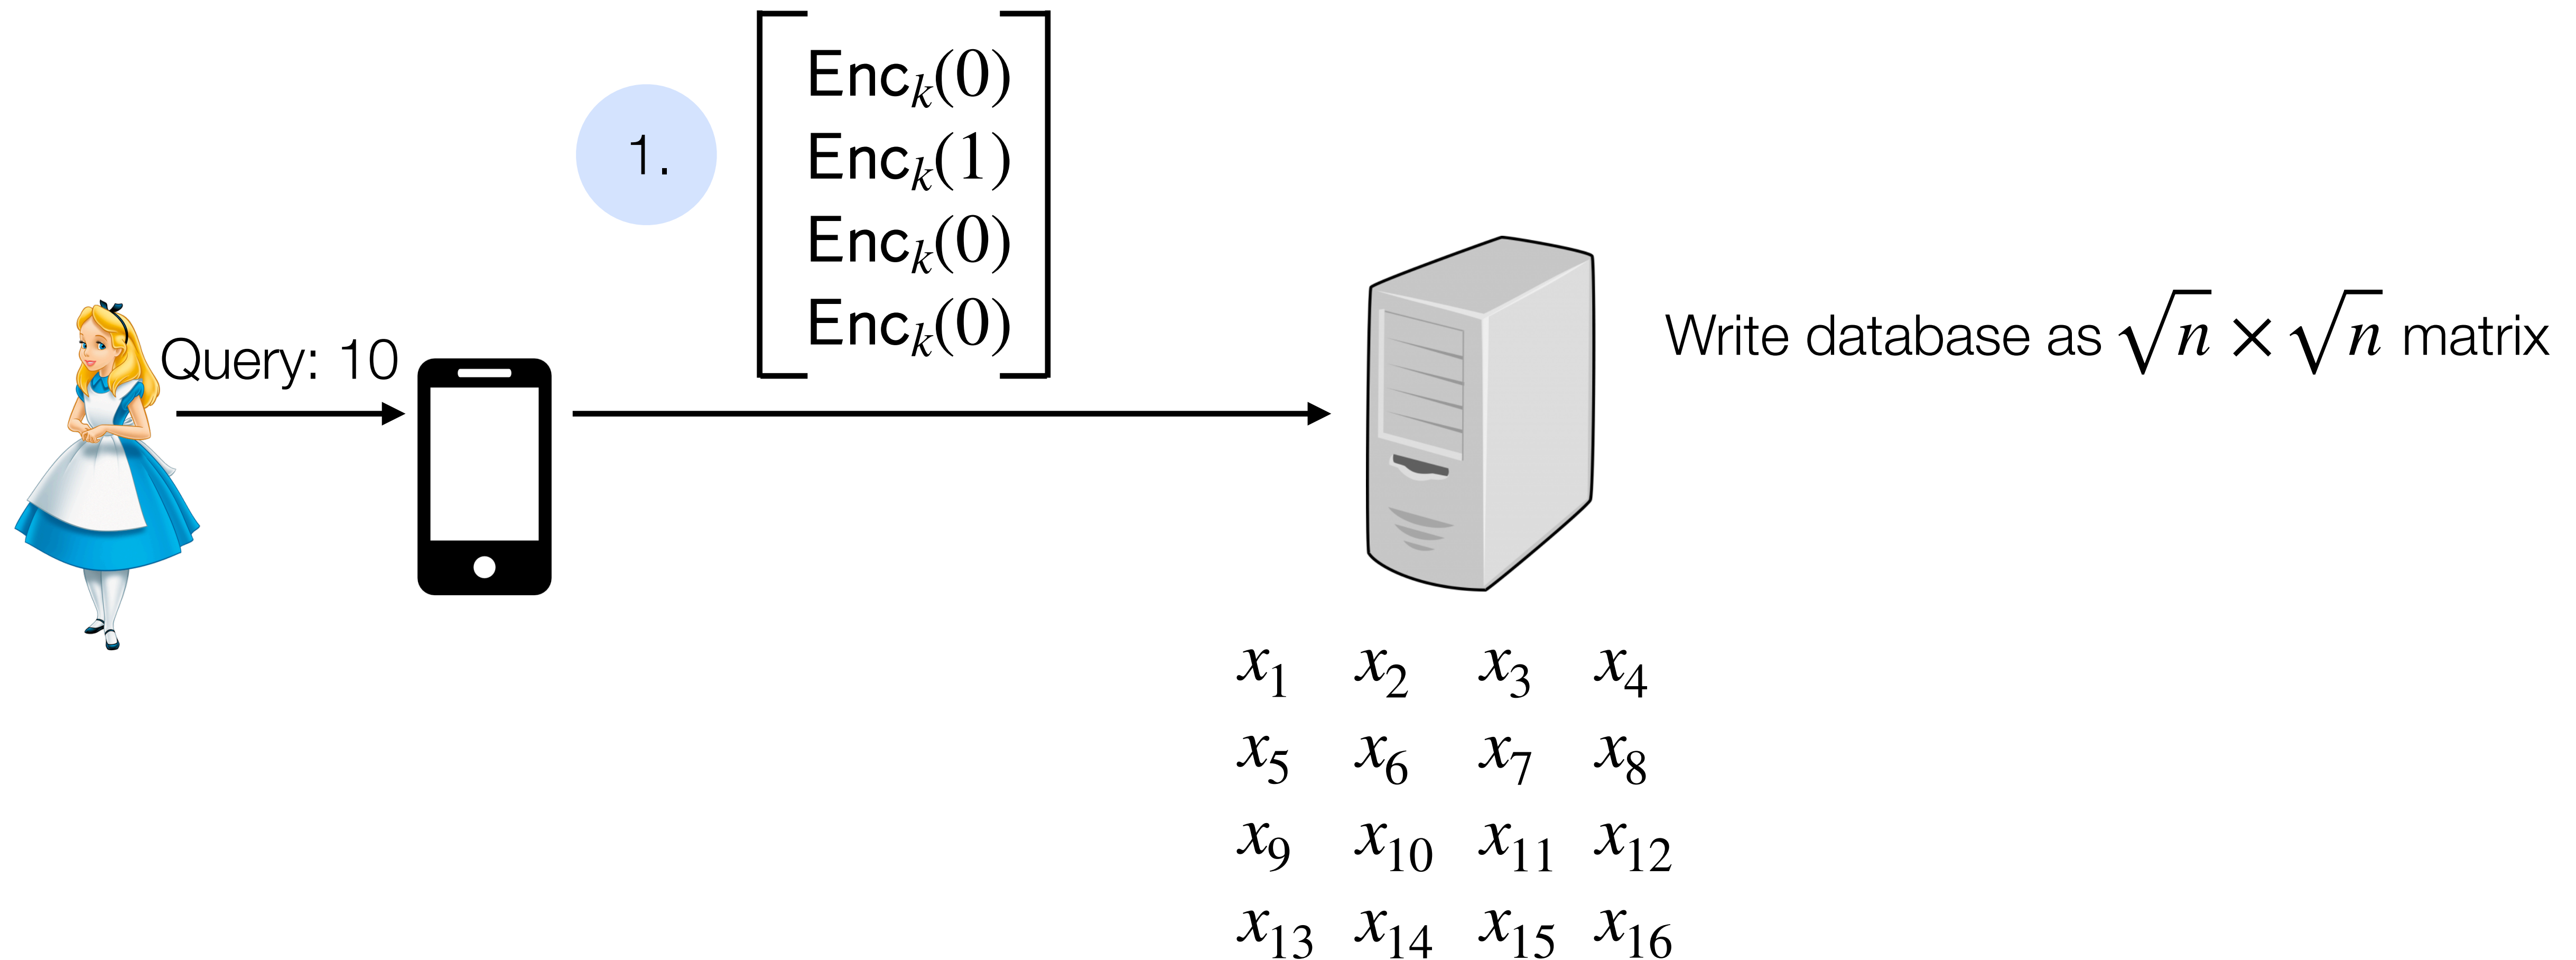 1.
Enc_k(0)
Enc_k(1)
Enc_k(0)
Enc_k(0)
Query: 10
Write database as √n × √n matrix
x_1 x_2 x_3 x_4
x_5 x_6 x_7 x_8
x_9 x_10 x_11 x_12
x_13 x_14 x_15 x_16